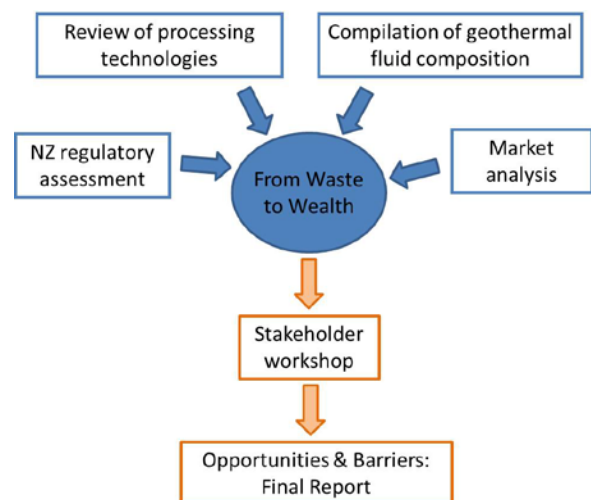 Review of processing
technologies
Compilation of geothermal
fluid composition
NZ regulatory
assessment
From Waste
to Wealth
Market
analysis
Stakeholder
workshop
Opportunities & Barriers:
Final Report